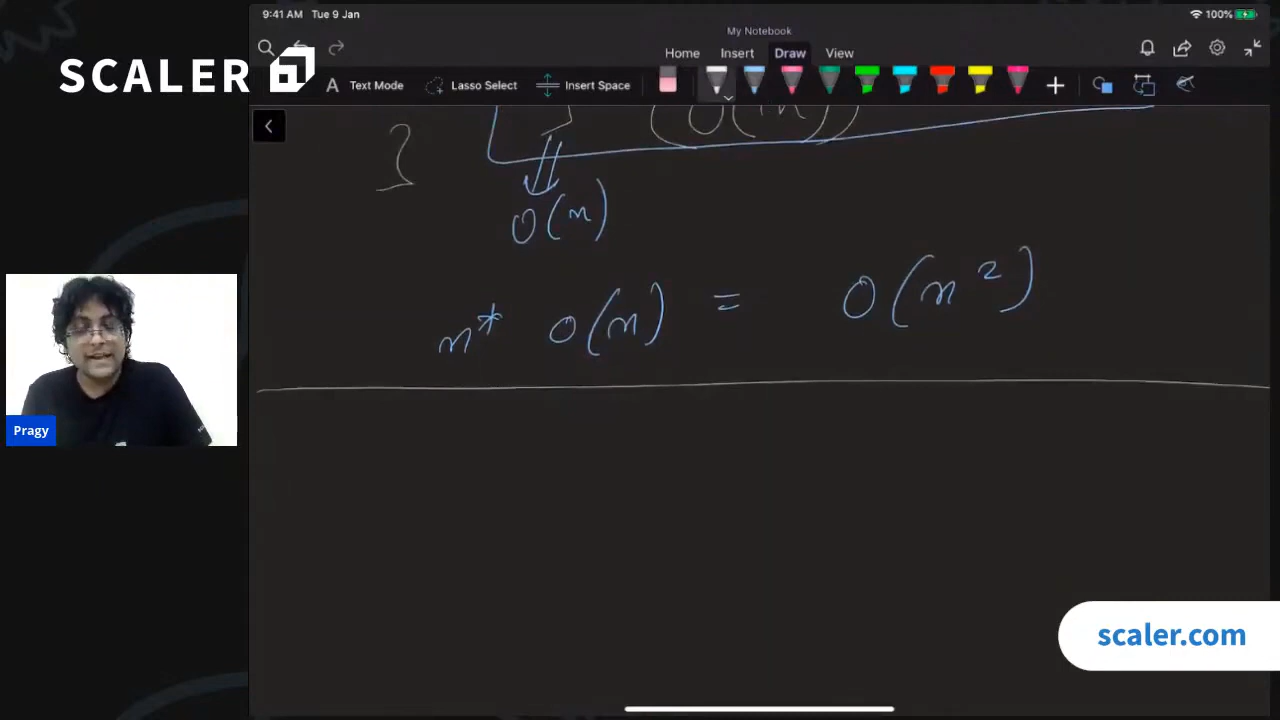 9:41 AM Tue 9 Jan
100%
My Notebook
SCALER
Home Insert Draw View
A Text Mode Lasso Select Insert Space
O(n)
O(n)
n* O(n) = O(n²)
Pragy
scaler.com